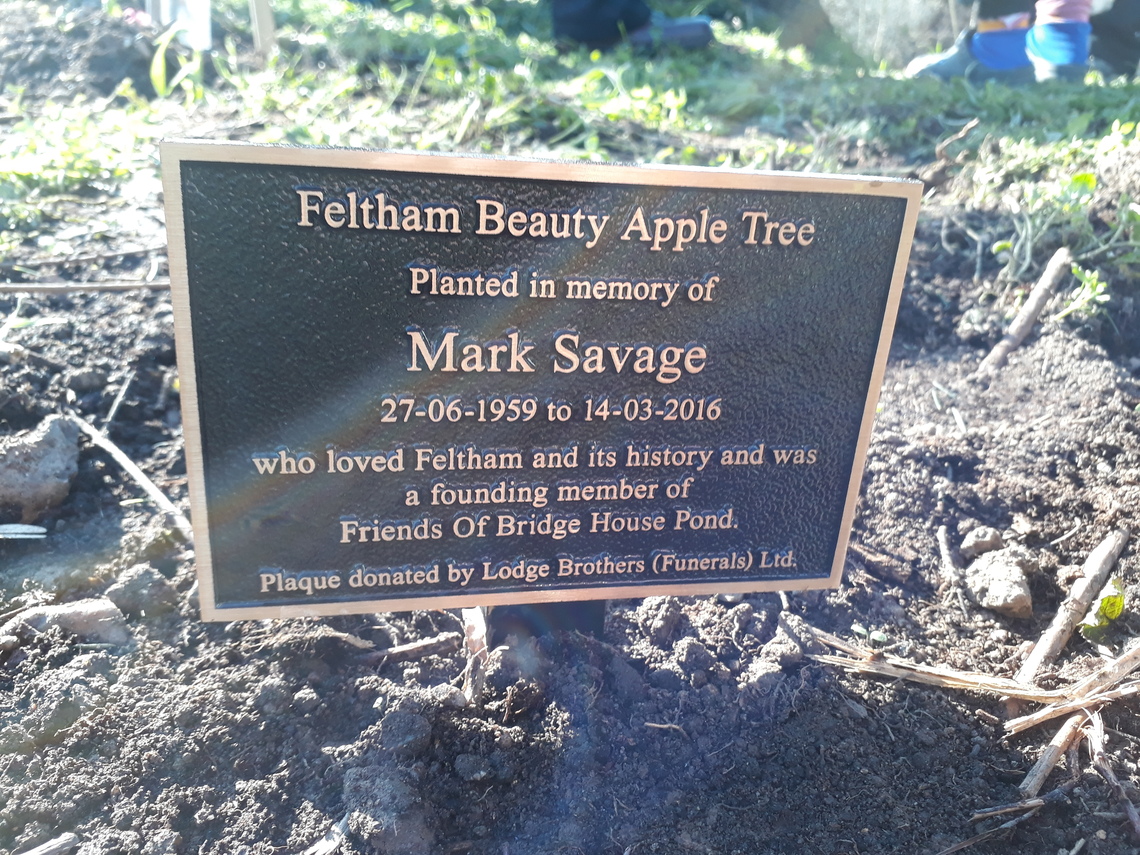 Feltham Beauty Apple Tree
Planted in memory of
Mark Savage
27-06-1959 to 14-03-2016
who loved Feltham and its history and was
a founding member of
Friends Of Bridge House Pond.
Plaque donated by Lodge Brothers (Funerals) Ltd.